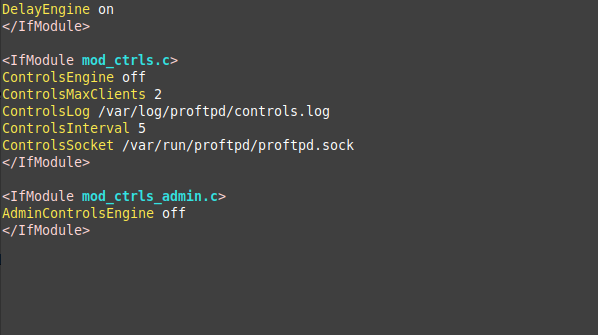 DelayEngine on
</IfModule>
<IfModule mod_ctrls.c>
ControlsEngine off
ControlsMaxClients 2
ControlsLog /var/log/proftpd/controls.log
ControlsInterval 5
ControlsSocket /var/run/proftpd/proftpd.sock
</IfModule>
<IfModule mod_ctrls_admin.c>
AdminControlsEngine off
</IfModule>